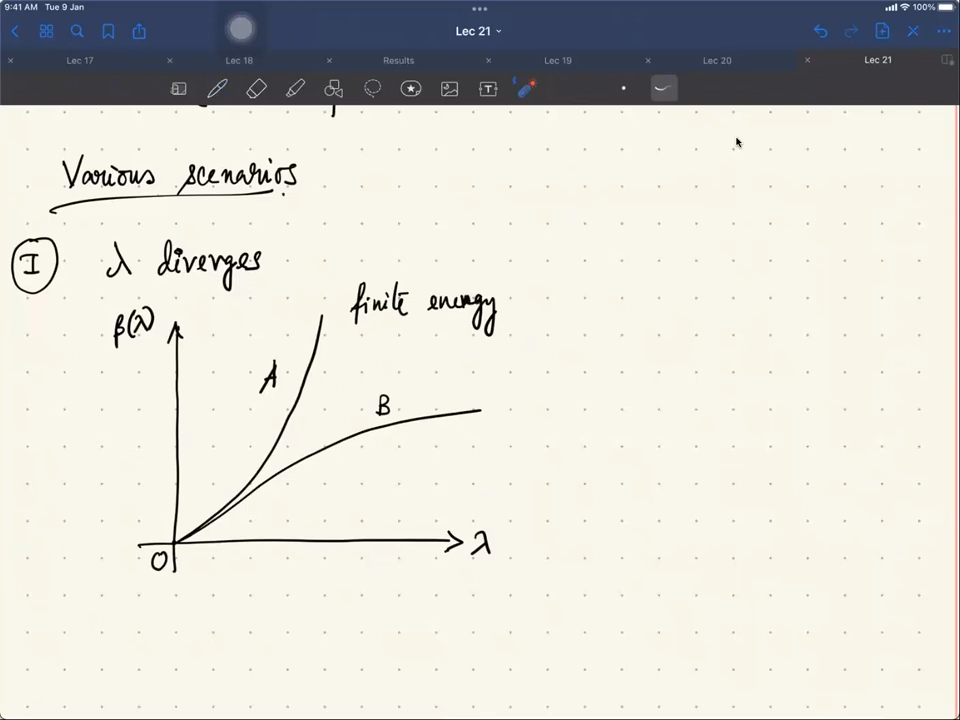 9:41 AM Tue 9 Jan
100%
Lec 21
Lec 17
Lec 18
Results
Lec 19
Lec 20
Lec 21
Various scenarios
I λ diverges
β(λ)
finite energy
A
B
O
λ